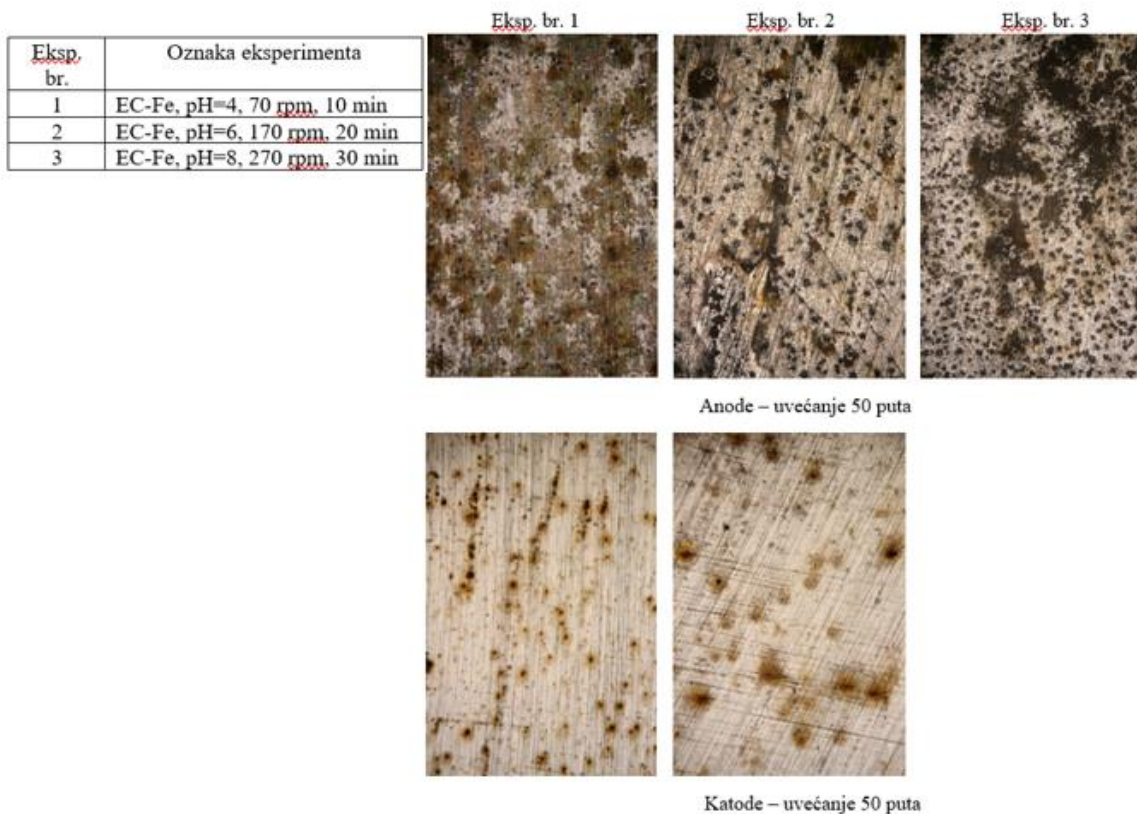 Eksp. br. 1
Eksp. br. 2
Eksp. br. 3
Eksp. br.
Oznaka eksperimenta
1
EC-Fe, pH=4, 70 rpm, 10 min
2
EC-Fe, pH=6, 170 rpm, 20 min
3
EC-Fe, pH=8, 270 rpm, 30 min
Anode – uvećanje 50 puta
Katode – uvećanje 50 puta